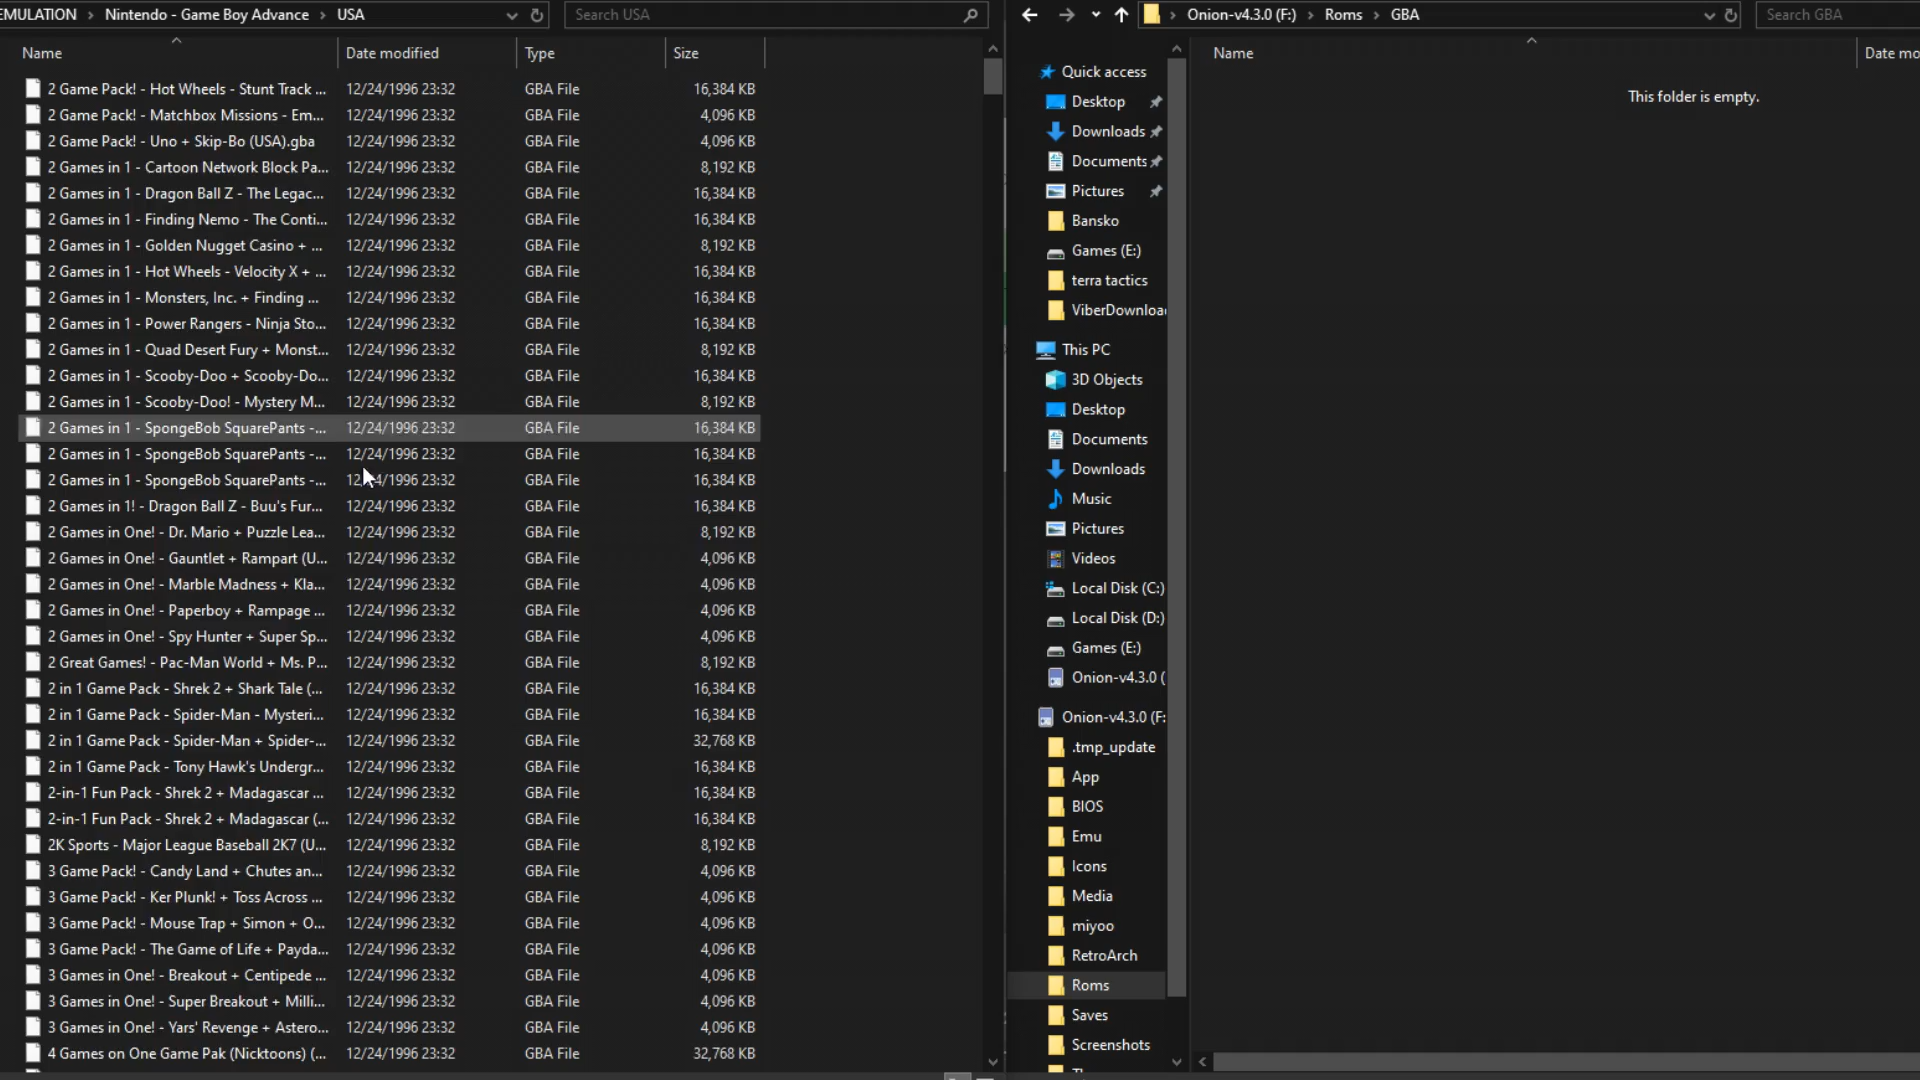 EMULATION > Nintendo - Game Boy Advance > USA
Search USA
Name Date modified Type Size
2 Game Pack! - Hot Wheels - Stunt Track ... 12/24/1996 23:32 GBA File 16,384 KB
2 Game Pack! - Matchbox Missions - Em... 12/24/1996 23:32 GBA File 4,096 KB
2 Game Pack! - Uno + Skip-Bo (USA).gba 12/24/1996 23:32 GBA File 4,096 KB
2 Games in 1 - Cartoon Network Block Pa... 12/24/1996 23:32 GBA File 8,192 KB
2 Games in 1 - Dragon Ball Z - The Legac... 12/24/1996 23:32 GBA File 16,384 KB
2 Games in 1 - Finding Nemo - The Conti... 12/24/1996 23:32 GBA File 16,384 KB
2 Games in 1 - Golden Nugget Casino + ... 12/24/1996 23:32 GBA File 8,192 KB
2 Games in 1 - Hot Wheels - Velocity X + ... 12/24/1996 23:32 GBA File 16,384 KB
2 Games in 1 - Monsters, Inc. + Finding ... 12/24/1996 23:32 GBA File 16,384 KB
2 Games in 1 - Power Rangers - Ninja Sto... 12/24/1996 23:32 GBA File 16,384 KB
2 Games in 1 - Quad Desert Fury + Monst... 12/24/1996 23:32 GBA File 8,192 KB
2 Games in 1 - Scooby-Doo + Scooby-Do... 12/24/1996 23:32 GBA File 16,384 KB
2 Games in 1 - Scooby-Doo! - Mystery M... 12/24/1996 23:32 GBA File 8,192 KB
2 Games in 1 - SpongeBob SquarePants -... 12/24/1996 23:32 GBA File 16,384 KB
2 Games in 1 - SpongeBob SquarePants -... 12/24/1996 23:32 GBA File 16,384 KB
2 Games in 1 - SpongeBob SquarePants -... 12/24/1996 23:32 GBA File 16,384 KB
2 Games in 1! - Dragon Ball Z - Buu's Fur... 12/24/1996 23:32 GBA File 16,384 KB
2 Games in One! - Dr. Mario + Puzzle Lea... 12/24/1996 23:32 GBA File 8,192 KB
2 Games in One! - Gauntlet + Rampart (U... 12/24/1996 23:32 GBA File 4,096 KB
2 Games in One! - Marble Madness + Kla... 12/24/1996 23:32 GBA File 4,096 KB
2 Games in One! - Paperboy + Rampage ... 12/24/1996 23:32 GBA File 4,096 KB
2 Games in One! - Spy Hunter + Super Sp... 12/24/1996 23:32 GBA File 4,096 KB
2 Great Games! - Pac-Man World + Ms. P... 12/24/1996 23:32 GBA File 8,192 KB
2 in 1 Game Pack - Shrek 2 + Shark Tale (... 12/24/1996 23:32 GBA File 16,384 KB
2 in 1 Game Pack - Spider-Man - Mysteri... 12/24/1996 23:32 GBA File 16,384 KB
2 in 1 Game Pack - Spider-Man + Spider-... 12/24/1996 23:32 GBA File 32,768 KB
2 in 1 Game Pack - Tony Hawk's Undergr... 12/24/1996 23:32 GBA File 16,384 KB
2-in-1 Fun Pack - Shrek 2 + Madagascar ... 12/24/1996 23:32 GBA File 16,384 KB
2-in-1 Fun Pack - Shrek 2 + Madagascar (... 12/24/1996 23:32 GBA File 16,384 KB
2K Sports - Major League Baseball 2K7 (U... 12/24/1996 23:32 GBA File 8,192 KB
3 Game Pack! - Candy Land + Chutes an... 12/24/1996 23:32 GBA File 4,096 KB
3 Game Pack! - Ker Plunk! + Toss Across ... 12/24/1996 23:32 GBA File 4,096 KB
3 Game Pack! - Mouse Trap + Simon + O... 12/24/1996 23:32 GBA File 4,096 KB
3 Game Pack! - The Game of Life + Payda... 12/24/1996 23:32 GBA File 4,096 KB
3 Games in One! - Breakout + Centipede ... 12/24/1996 23:32 GBA File 4,096 KB
3 Games in One! - Super Breakout + Milli... 12/24/1996 23:32 GBA File 4,096 KB
3 Games in One! - Yars' Revenge + Astero... 12/24/1996 23:32 GBA File 4,096 KB
4 Games on One Game Pak (Nicktoons) (... 12/24/1996 23:32 GBA File 32,768 KB
Onion-v4.3.0 (F:) > Roms > GBA
Search GBA
Quick access
Desktop
Downloads
Documents
Pictures
Bansko
Games (E:)
terra tactics
ViberDownloa
This PC
3D Objects
Desktop
Documents
Downloads
Music
Pictures
Videos
Local Disk (C:)
Local Disk (D:)
Games (E:)
Onion-v4.3.0 (
Onion-v4.3.0 (F:
.tmp_update
App
BIOS
Emu
Icons
Media
miyoo
RetroArch
Roms
Saves
Screenshots
Name Date mo
This folder is empty.